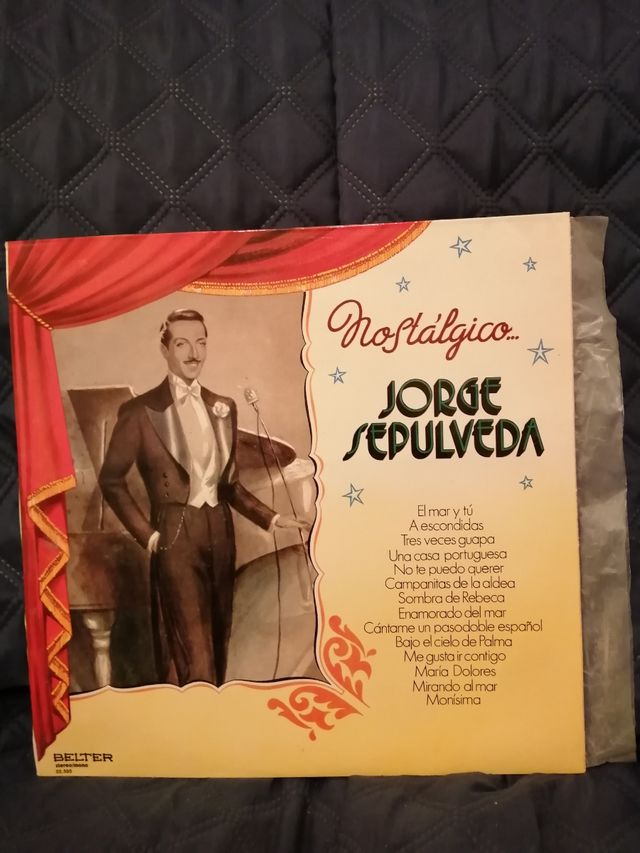 Nostálgico...
JORGE
SEPULVEDA
El mar y tú
A escondidas
Tres veces guapa
Una casa portuguesa
No te puedo querer
Campanitas de la aldea
Sombra de Rebeca
Enamorado del mar
Cántame un pasodoble español
Bajo el cielo de Palma
Me gusta ir contigo
María Dolores
Mirando al mar
Monísima
BELTER
stereo/mono